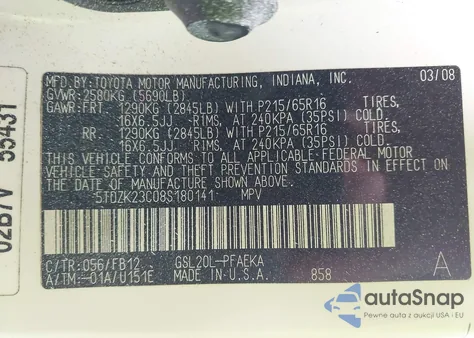 MFD. BY: TOYOTA MOTOR MANUFACTURING, INDIANA, INC. 03/08
GVWR: 2580KG (5690LB)
GAWR:FRT 1290KG (2845LB) WITH P215/65R16 TIRES,
16X6.5JJ RIMS, AT 240KPA (35PSI) COLD.
RR 1290KG (2845LB) WITH P215/65R16 TIRES,
16X6.5JJ RIMS, AT 240KPA (35PSI) COLD.
THIS VEHICLE CONFORMS TO ALL APPLICABLE FEDERAL MOTOR
VEHICLE SAFETY AND THEFT PREVENTION STANDARDS IN EFFECT
ON THE DATE OF MANUFACTURE SHOWN ABOVE.
5TDZK23C08S180141 MPV
C/TR:056/FB12 GSL20L-PFAEKA
A/TM:-01A/U151E MADE IN U.S.A. 858 A
02B7V 55431
autaSnap
Pewne auta z USA i EU